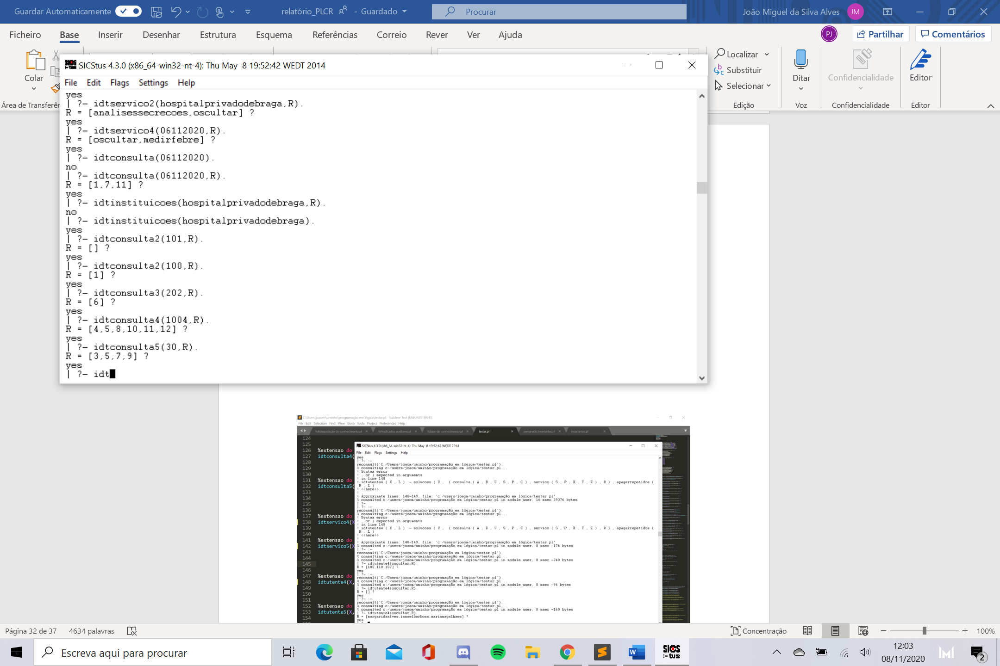 Guardar Automaticamente
relatório_PLCR - Guardado
Procurar
João Miguel da Silva Alves JM
Ficheiro Base Inserir Desenhar Estrutura Esquema Referências Correio Rever Ver Ajuda
PJ Partilhar Comentários
Colar
Área de Transferên
Localizar
Substituir
Selecionar
Edição
Ditar
Voz
Confidencialidade
Confidencialidade
Editor
Editor
SICStus 4.3.0 (x86_64-win32-nt-4): Thu May 8 19:52:42 WEDT 2014
File Edit Flags Settings Help
yes
| ?- idtservico2(hospitalprivadodebraga,R).
R = [analisessecrecoes,oscultar] ?
yes
| ?- idtservico4(06112020,R).
R = [oscultar,medirfebre] ?
yes
| ?- idtconsulta(06112020).
no
| ?- idtconsulta(06112020,R).
R = [1,7,11] ?
yes
| ?- idtinstituicoes(hospitalprivadodebraga,R).
no
| ?- idtinstituicoes(hospitalprivadodebraga).
yes
| ?- idtconsulta2(101,R).
R = [] ?
yes
| ?- idtconsulta2(100,R).
R = [1] ?
yes
| ?- idtconsulta3(202,R).
R = [6] ?
yes
| ?- idtconsulta4(1004,R).
R = [4,5,8,10,11,12] ?
yes
| ?- idtconsulta5(30,R).
R = [3,5,7,9] ?
yes
| ?- idt
C:\Users\joaom\uminho\programação em lógica\testar.pl - Sublime Text (UNREGISTERED)
File Edit Selection Find View Goto Tools Project Preferences Help
%Manipulação do conhecimento.pl %Predicados auxiliares.pl %Base de conhecimento.pl testar.pl semana06.invariantes.pl invariantes.pl
124
125
126 %extensao do
127 idtconsulta4(
128
129
130
131 %extensao do
132 idtconsulta5(
133
134
135
136
137 %extensao do
138 idtservico4(X
139
140
141 %extensao do
142 idtservico5(X
143
144
145
146
147 %extensao do
148 idtutente4(X,
149
150
151
152 %extensao do
153 idtutente5(X,
154
SICStus 4.3.0 (x86_64-win32-nt-4): Thu May 8 19:52:42 WEDT 2014
File Edit Flags Settings Help
yes
| ?- :-
reconsult('C:/Users/joaom/uminho/programação em lógica/testar.pl').
% consulting c:/users/joaom/uminho/programação em lógica/testar.pl...
! Syntax error
! , or ) expected in arguments
! in line 148
! idtutente4 ( X , L ) :- solucoes ( U , ( consulta ( A , B , U , S , P , C ) , servico ( S , P , X , T , Z ) , R ) , apagarrepetidos (
R , L )
! <<here>>
! .
! Approximate lines: 148-149, file: 'c:/users/joaom/uminho/programação em lógica/testar.pl'
% consulted c:/users/joaom/uminho/programação em lógica/testar.pl in module user, 16 msec 39376 bytes
| ?-
| ?- :-
reconsult('C:/Users/joaom/uminho/programação em lógica/testar.pl').
% consulting c:/users/joaom/uminho/programação em lógica/testar.pl...
! Syntax error
! , or ) expected in arguments
! in line 148
! idtutente4 ( X , L ) :- solucoes ( U , ( consulta ( A , B , U , S , P , C ) , servico ( S , P , X , T , Z ) , R ) , apagarrepetidos (
R , L )
! <<here>>
! .
! Approximate lines: 148-149, file: 'c:/users/joaom/uminho/programação em lógica/testar.pl'
% consulted c:/users/joaom/uminho/programação em lógica/testar.pl in module user, 0 msec -176 bytes
| ?- :-
reconsult('C:/Users/joaom/uminho/programação em lógica/testar.pl').
% consulting c:/users/joaom/uminho/programação em lógica/testar.pl...
% consulted c:/users/joaom/uminho/programação em lógica/testar.pl in module user, 0 msec -240 bytes
| ?- idtutente4(oscultar,R).
R = [100,110,107] ?
yes
| ?- :-
reconsult('C:/Users/joaom/uminho/programação em lógica/testar.pl').
% consulting c:/users/joaom/uminho/programação em lógica/testar.pl...
% consulted c:/users/joaom/uminho/programação em lógica/testar.pl in module user, 0 msec -96 bytes
| ?- idtutente4(oscultar,R).
R = [] ?
yes
| ?- :-
reconsult('C:/Users/joaom/uminho/programação em lógica/testar.pl').
% consulting c:/users/joaom/uminho/programação em lógica/testar.pl...
% consulted c:/users/joaom/uminho/programação em lógica/testar.pl in module user, 0 msec -160 bytes
| ?- idtutente4(oscultar,R).
R = [margaridaalves,ismaelbarbosa,mariamagalhaes] ?
yes
Página 32 de 37 4634 palavras
Concentração
100%
Escreva aqui para procurar
SICS
:- tus
12:03
08/11/2020
2